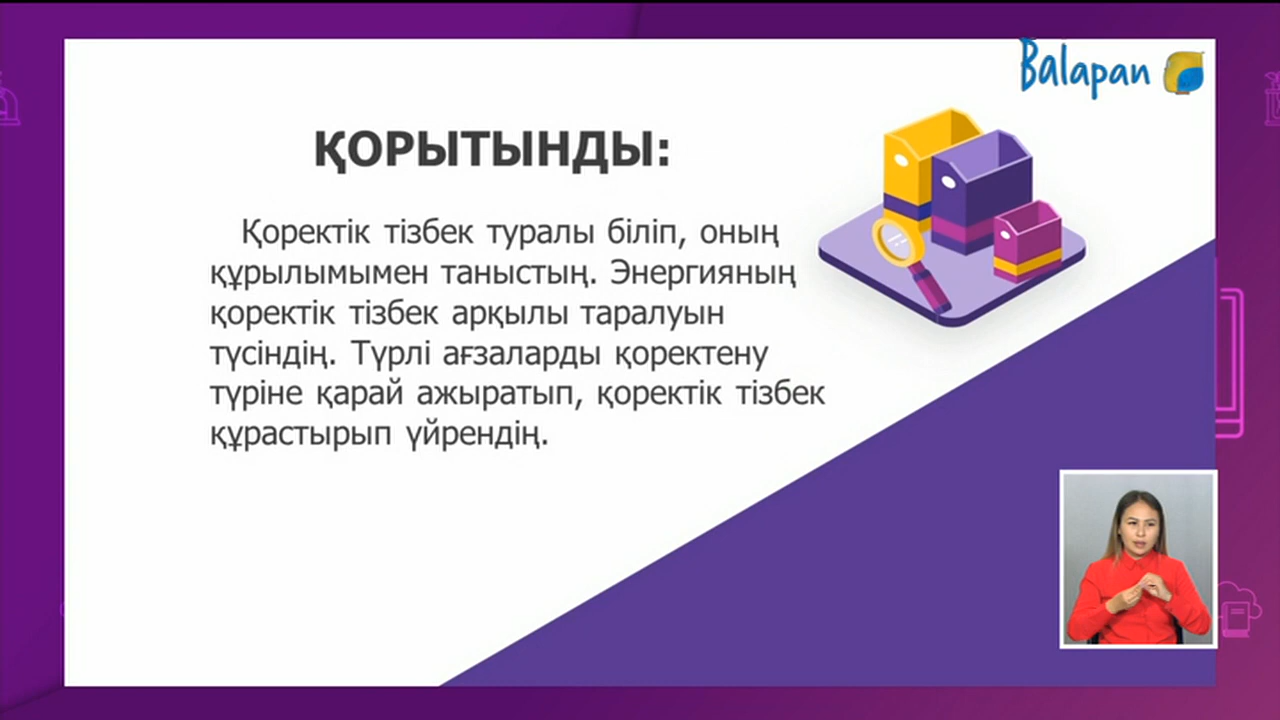 Balapan
ҚОРЫТЫНДЫ:
Қоректік тізбек туралы біліп, оның
құрылымымен таныстың. Энергияның
қоректік тізбек арқылы таралуын
түсіндің. Түрлі ағзаларды қоректену
түріне қарай ажыратып, қоректік тізбек
құрастырып үйрендің.